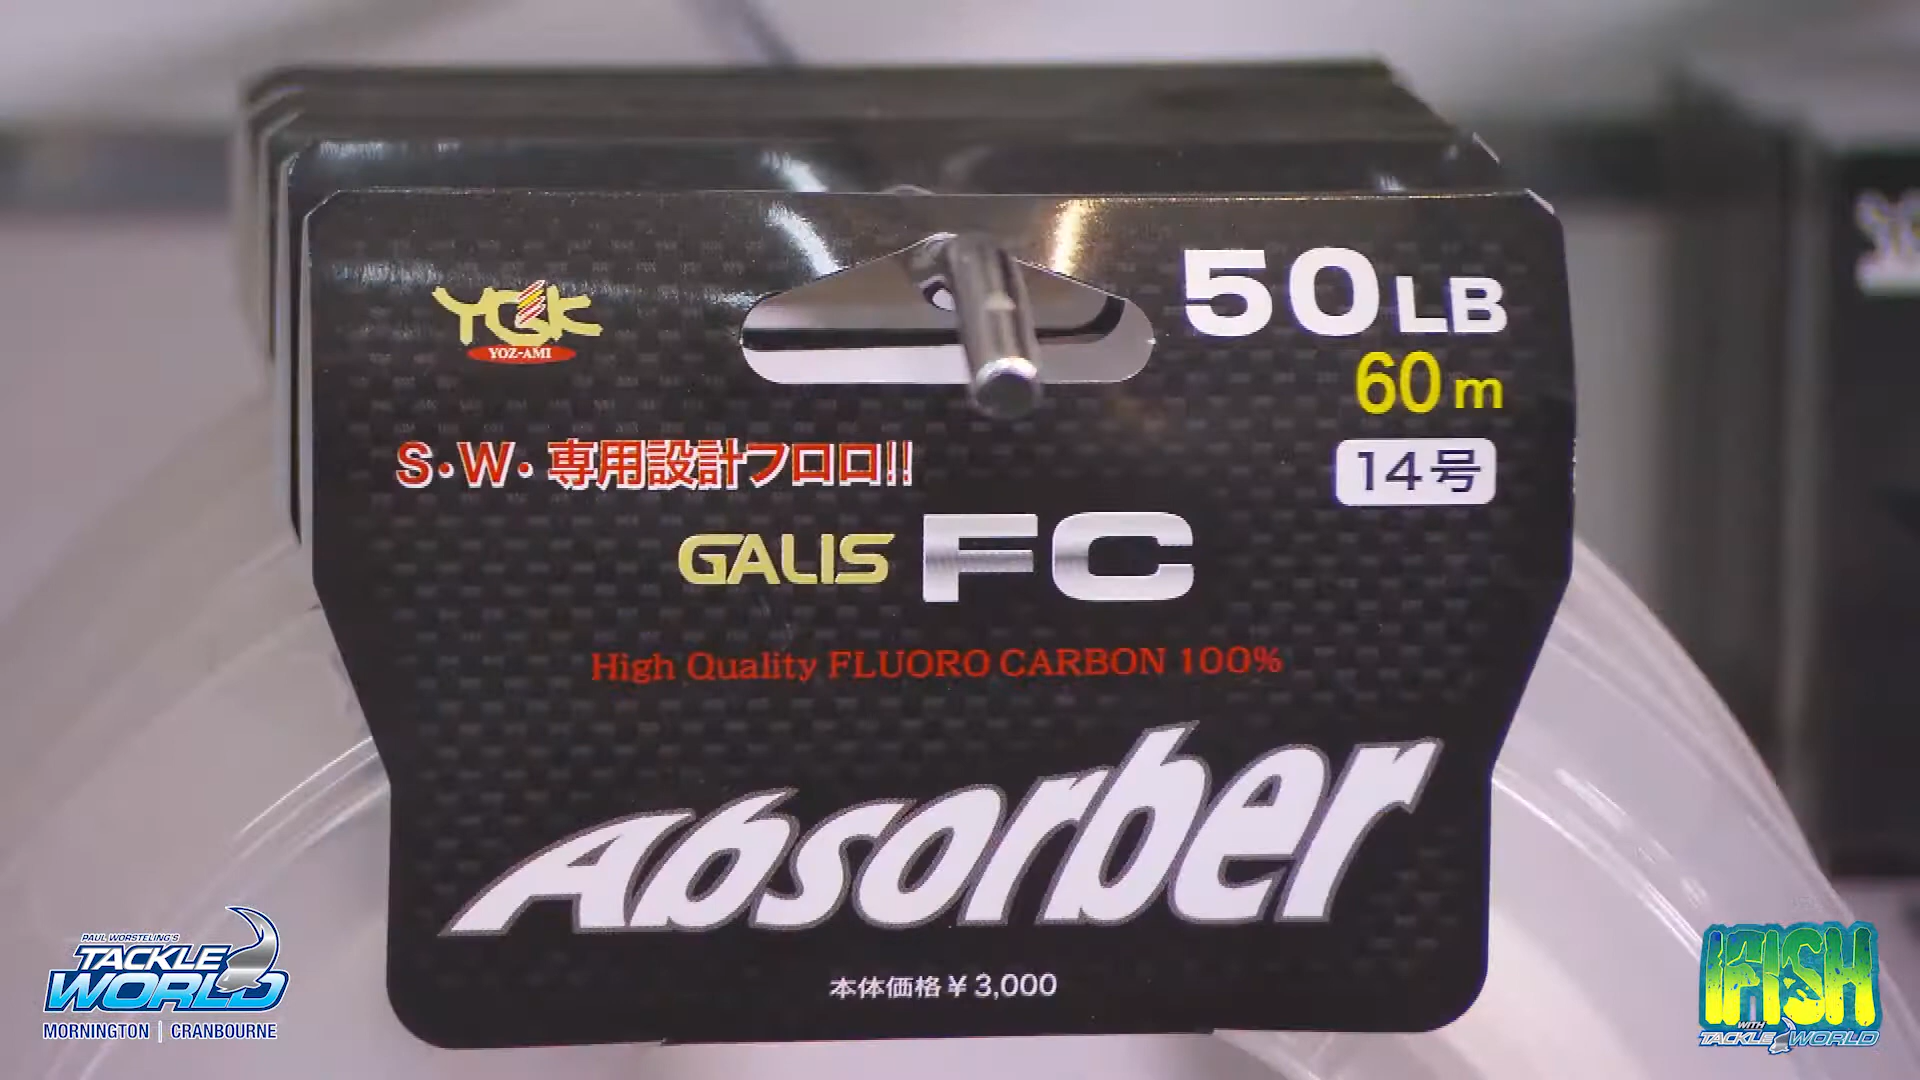 YGK
YOZ-AMI
50LB
60m
14号
S・W・専用設計フロロ!!
GALIS FC
High Quality FLUORO CARBON 100%
Absorber
本体価格¥3,000
PAUL WORSTELING'S
TACKLE
WORLD
MORNINGTON | CRANBOURNE
IFISH
WITH
TACKLE WORLD